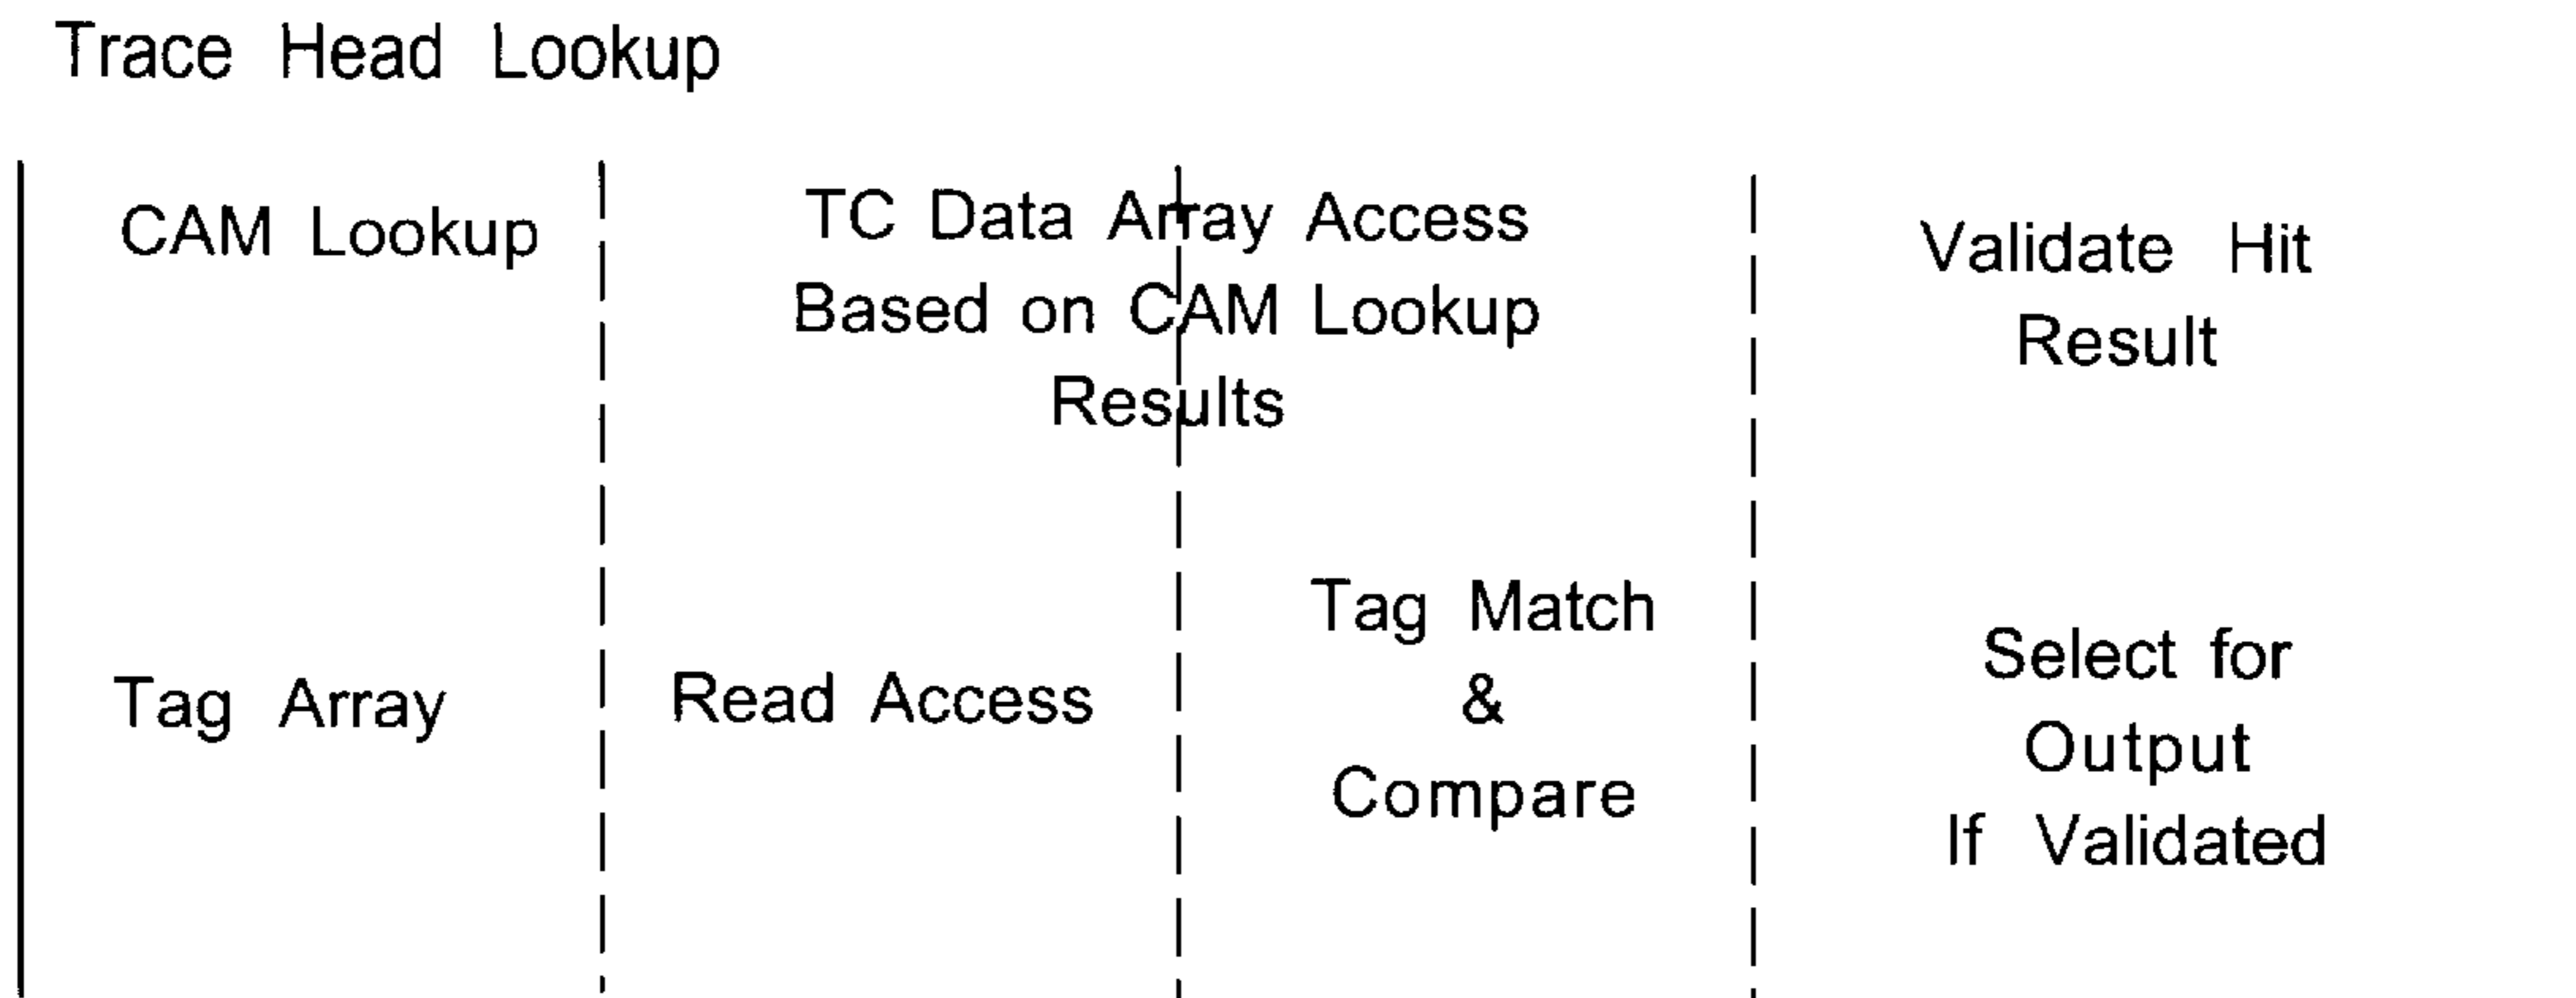 Trace Head Lookup
CAM Lookup
TC Data Array Access
Based on CAM Lookup
Results
Validate Hit
Result
Tag Array
Read Access
Tag Match
&
Compare
Select for
Output
If Validated